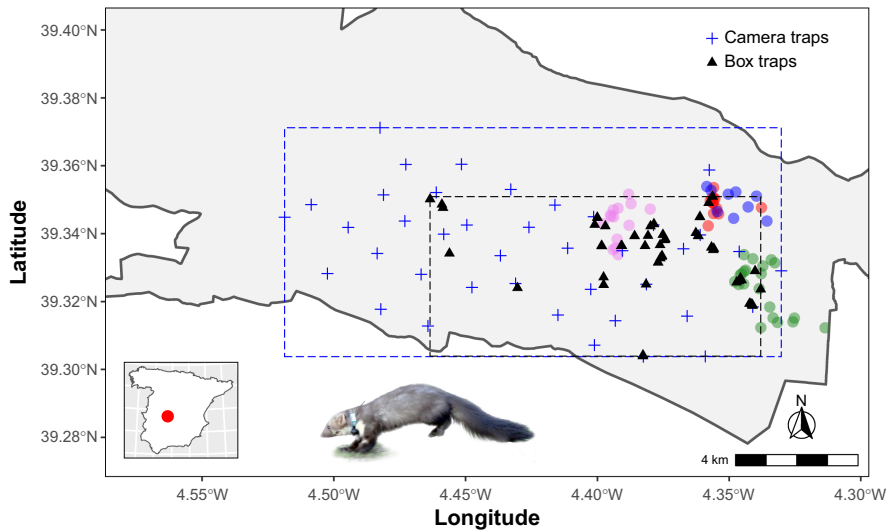 Camera traps
Box traps
39.40°N
39.38°N
39.36°N
39.34°N
39.32°N
39.30°N
39.28°N
Latitude
N
4 km
4.55°W
4.50°W
4.45°W
4.40°W
4.35°W
4.30°W
Longitude